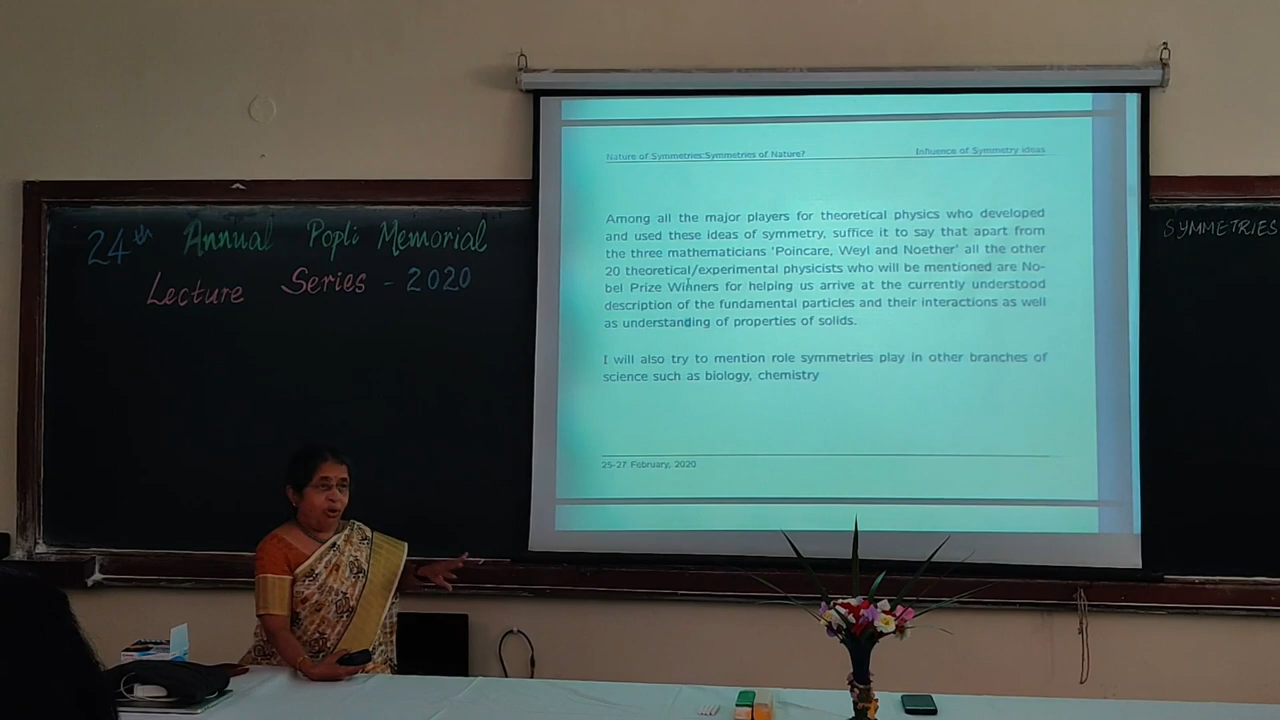 24th Annual Popli Memorial
Lecture Series - 2020
Nature of Symmetries:Symmetries of Nature?
Influence of Symmetry ideas
Among all the major players for theoretical physics who developed
and used these ideas of symmetry, suffice it to say that apart from
the three mathematicians 'Poincare, Weyl and Noether' all the other
20 theoretical/experimental physicists who will be mentioned are No-
bel Prize Winners for helping us arrive at the currently understood
description of the fundamental particles and their interactions as well
as understanding of properties of solids.
I will also try to mention role symmetries play in other branches of
science such as biology, chemistry
25-27 February, 2020
SYMMETRIES